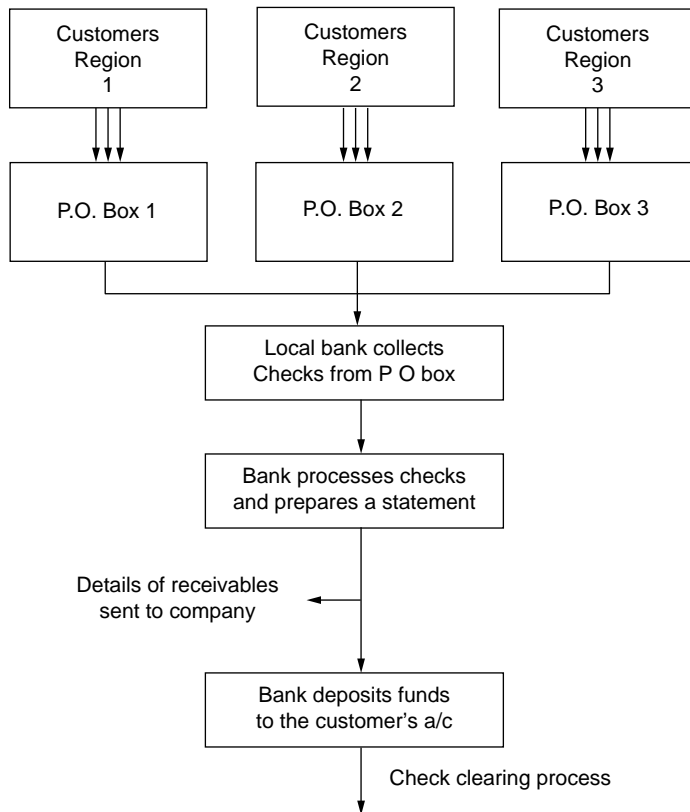 Customers
Region
1
Customers
Region
2
Customers
Region
3
P.O. Box 1
P.O. Box 2
P.O. Box 3
Local bank collects
Checks from P O box
Bank processes checks
and prepares a statement
Details of receivables
sent to company
Bank deposits funds
to the customer's a/c
Check clearing process